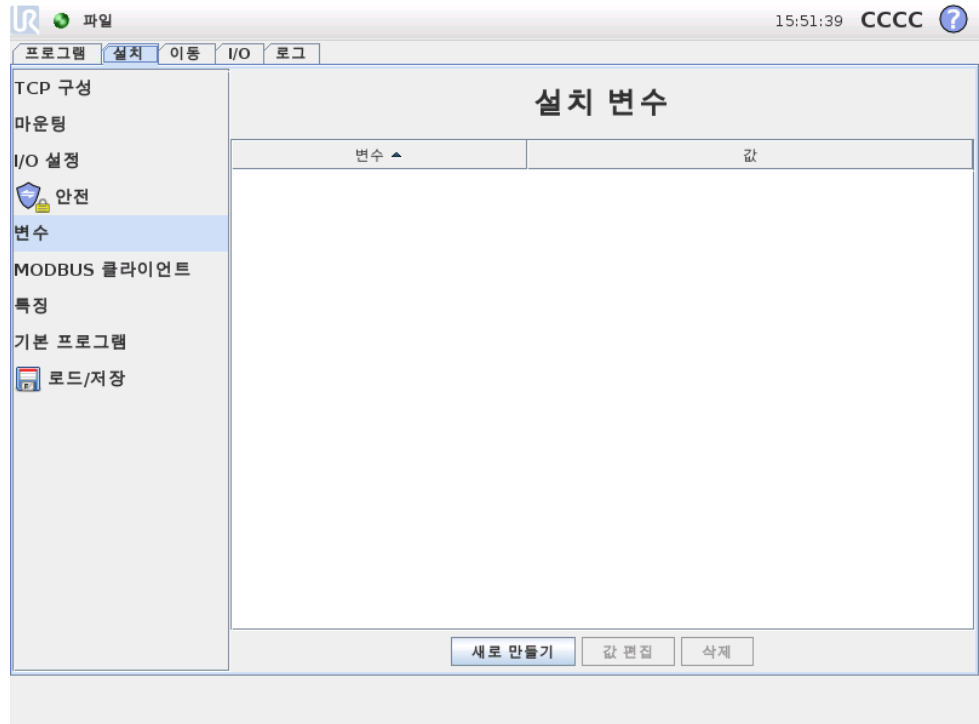 UR 파일 15:51:39 CCCC ?
프로그램 설치 이동 I/O 로그
TCP 구성
마운팅
I/O 설정
안전
변수
MODBUS 클라이언트
특징
기본 프로그램
로드/저장
설치 변수
변수 값
새로 만들기 값 편집 삭제